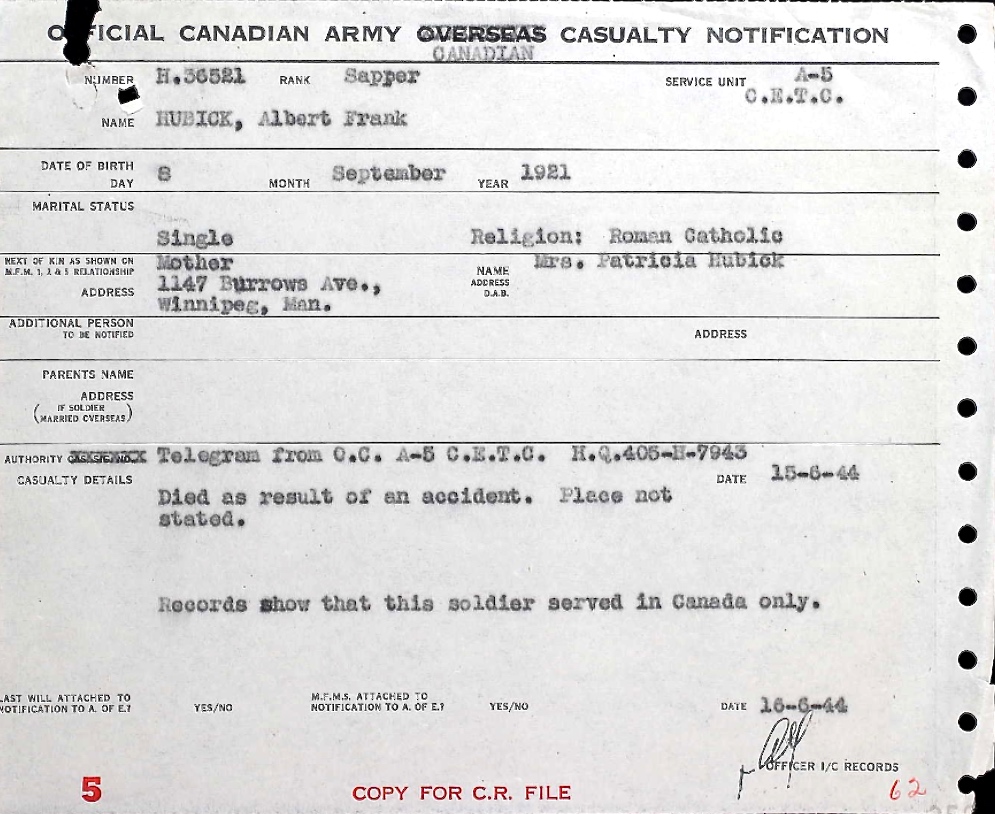 OFFICIAL CANADIAN ARMY OVERSEAS CASUALTY NOTIFICATION
CANADIAN
NUMBER H.36521 RANK Sapper SERVICE UNIT A-5
C.E.T.C.
NAME HUBICK, Albert Frank
DATE OF BIRTH
DAY 8 MONTH September YEAR 1921
MARITAL STATUS
Single Religion: Roman Catholic
NEXT OF KIN AS SHOWN ON
M.F.M. 1, 2 & 5 RELATIONSHIP Mother NAME Mrs. Patricia Hubick
ADDRESS 1147 Burrows Ave., ADDRESS
D.A.B.
Winnipeg, Man.
ADDITIONAL PERSON
TO BE NOTIFIED ADDRESS
PARENTS NAME
ADDRESS
(IF SOLDIER
MARRIED OVERSEAS)
AUTHORITY Telegram from O.C. A-5 C.E.T.C. H.Q.405-H-7943
CASUALTY DETAILS DATE 15-6-44
Died as result of an accident. Place not
stated.
Records show that this soldier served in Canada only.
LAST WILL ATTACHED TO
NOTIFICATION TO A. OF E.? YES/NO M.F.M.S. ATTACHED TO
NOTIFICATION TO A. OF E.? YES/NO DATE 16-6-44
OFFICER I/C RECORDS
5 COPY FOR C.R. FILE 62